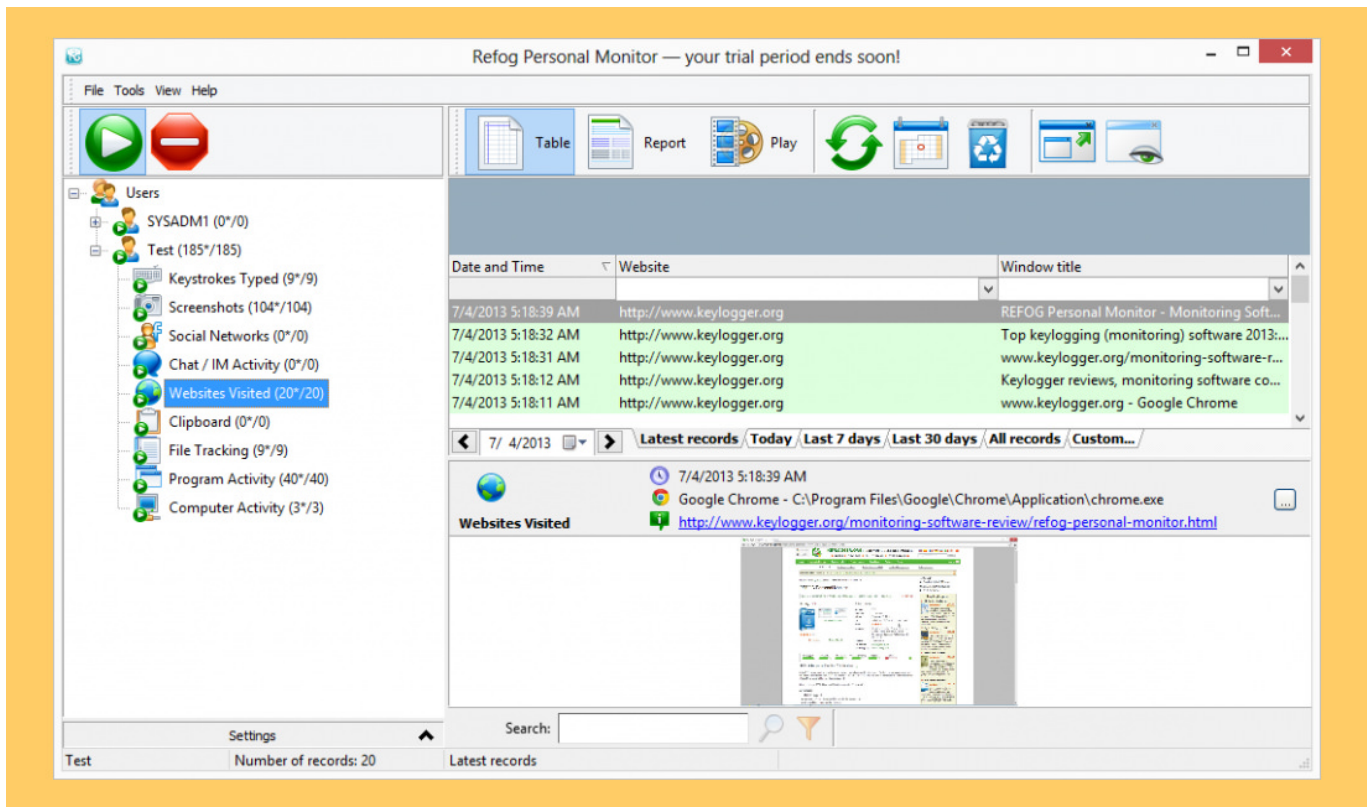 Refog Personal Monitor — your trial period ends soon!
File Tools View Help
Table Report Play
Users
SYSADM1 (0*/0)
Test (185*/185)
Keystrokes Typed (9*/9)
Screenshots (104*/104)
Social Networks (0*/0)
Chat / IM Activity (0*/0)
Websites Visited (20*/20)
Clipboard (0*/0)
File Tracking (9*/9)
Program Activity (40*/40)
Computer Activity (3*/3)
Settings
Date and Time Website Window title
7/4/2013 5:18:39 AM http://www.keylogger.org REFOG Personal Monitor - Monitoring Soft...
7/4/2013 5:18:32 AM http://www.keylogger.org Top keylogging (monitoring) software 2013:...
7/4/2013 5:18:31 AM http://www.keylogger.org www.keylogger.org/monitoring-software-r...
7/4/2013 5:18:12 AM http://www.keylogger.org Keylogger reviews, monitoring software co...
7/4/2013 5:18:11 AM http://www.keylogger.org www.keylogger.org - Google Chrome
7/ 4/2013 Latest records Today Last 7 days Last 30 days All records Custom...
7/4/2013 5:18:39 AM
Google Chrome - C:\Program Files\Google\Chrome\Application\chrome.exe
Websites Visited http://www.keylogger.org/monitoring-software-review/refog-personal-monitor.html
Search:
Test Number of records: 20 Latest records